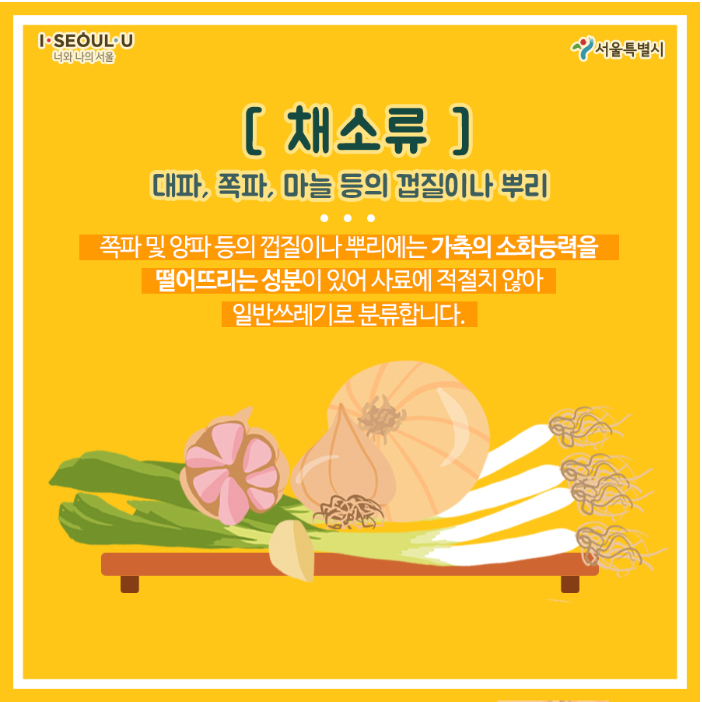 I·SEOUL·U
너와 나의 서울
서울특별시
[ 채소류 ]
대파, 쪽파, 마늘 등의 껍질이나 뿌리
쪽파 및 양파 등의 껍질이나 뿌리에는 가축의 소화능력을
떨어뜨리는 성분이 있어 사료에 적절치 않아
일반쓰레기로 분류합니다.